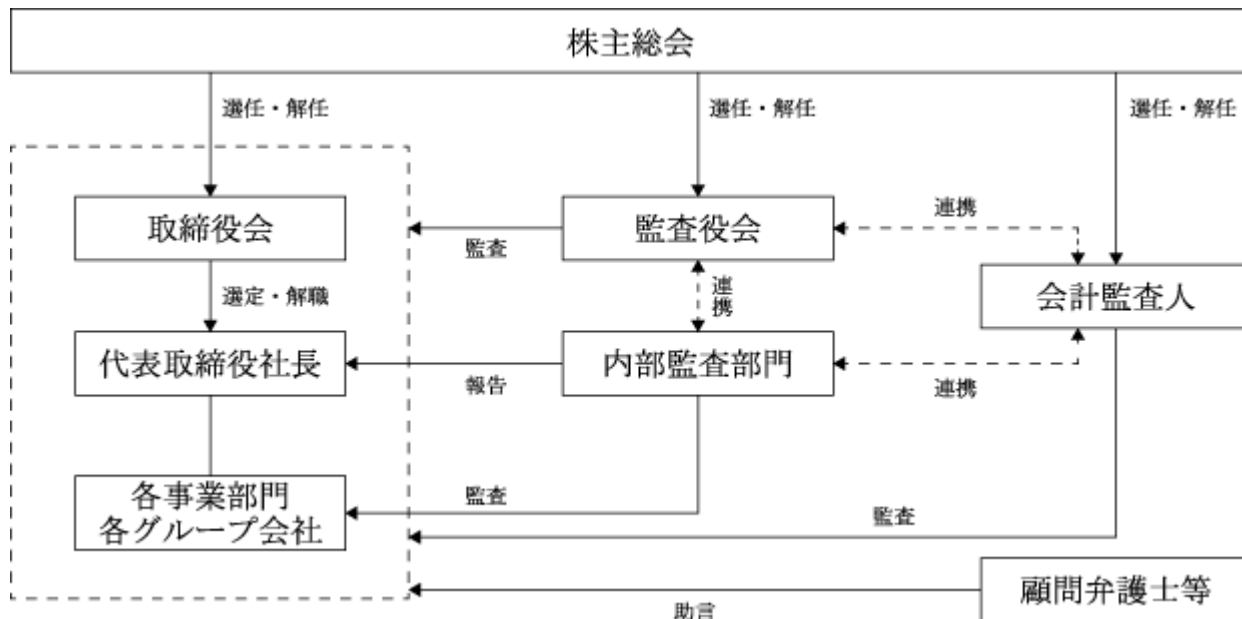 株主総会
選任・解任
選任・解任
選任・解任
取締役会
監査
監査役会
連携
選定・解職
連携
会計監査人
代表取締役社長
報告
内部監査部門
連携
各事業部門
各グループ会社
監査
監査
助言
顧問弁護士等